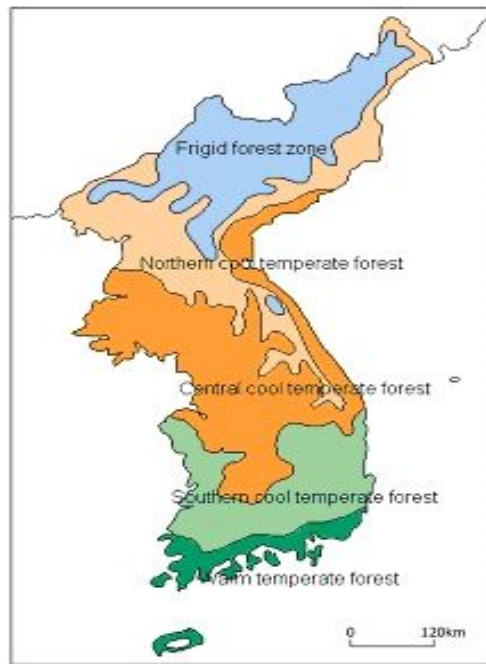 Frigid forest zone
Northern cool temperate forest
Central cool temperate forest
Southern cool temperate forest
Warm temperate forest
0 120km